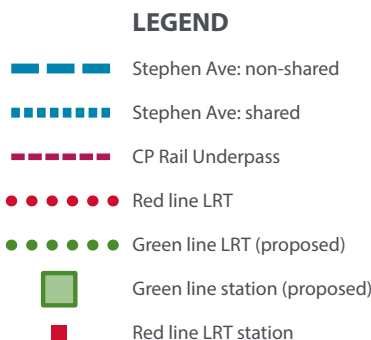 LEGEND
Stephen Ave: non-shared
Stephen Ave: shared
CP Rail Underpass
Red line LRT
Green line LRT (proposed)
Green line station (proposed)
Red line LRT station